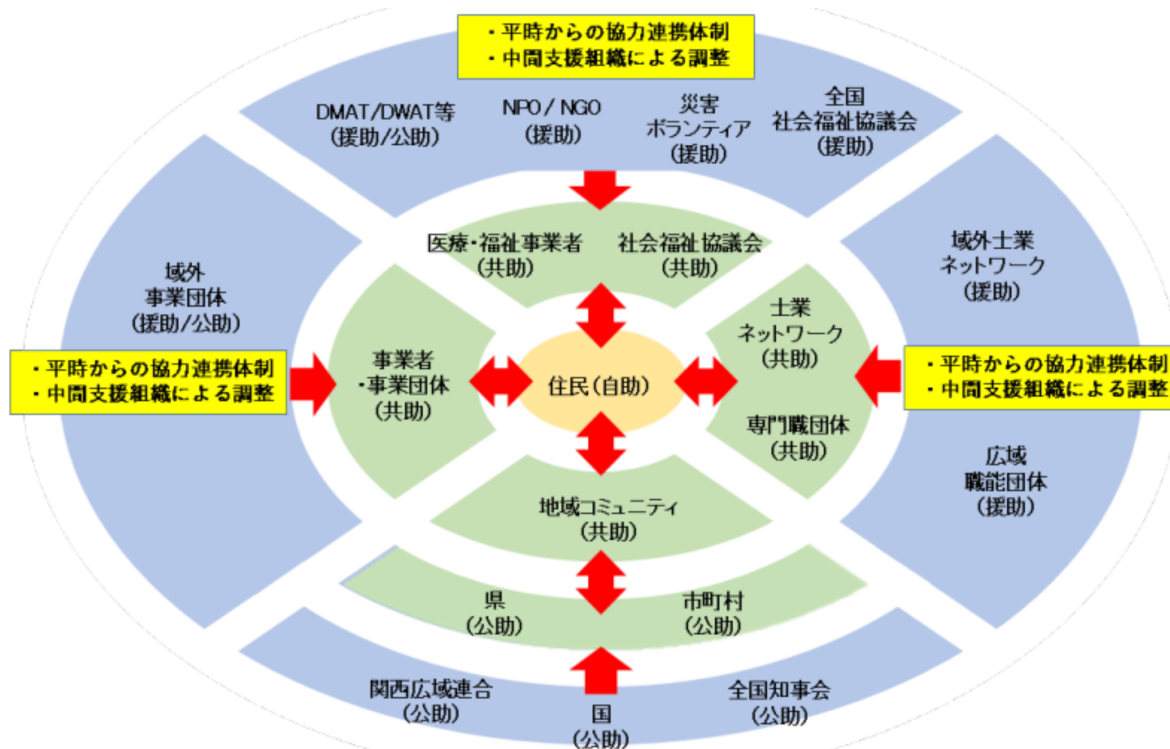 ・平時からの協力連携体制
・中間支援組織による調整
DMAT/DWAT等
(援助/公助)
NPO/NGO
(援助)
災害
ボランティア
(援助)
全国
社会福祉協議会
(援助)
医療・福祉事業者
(共助)
社会福祉協議会
(共助)
域外
事業団体
(援助/公助)
域外士業
ネットワーク
(援助)
・平時からの協力連携体制
・中間支援組織による調整
事業者
・事業団体
(共助)
住民(自助)
士業
ネットワーク
(共助)
専門職団体
(共助)
・平時からの協力連携体制
・中間支援組織による調整
広域
職能団体
(援助)
地域コミュニティ
(共助)
県
(公助)
市町村
(公助)
関西広域連合
(公助)
国
(公助)
全国知事会
(公助)